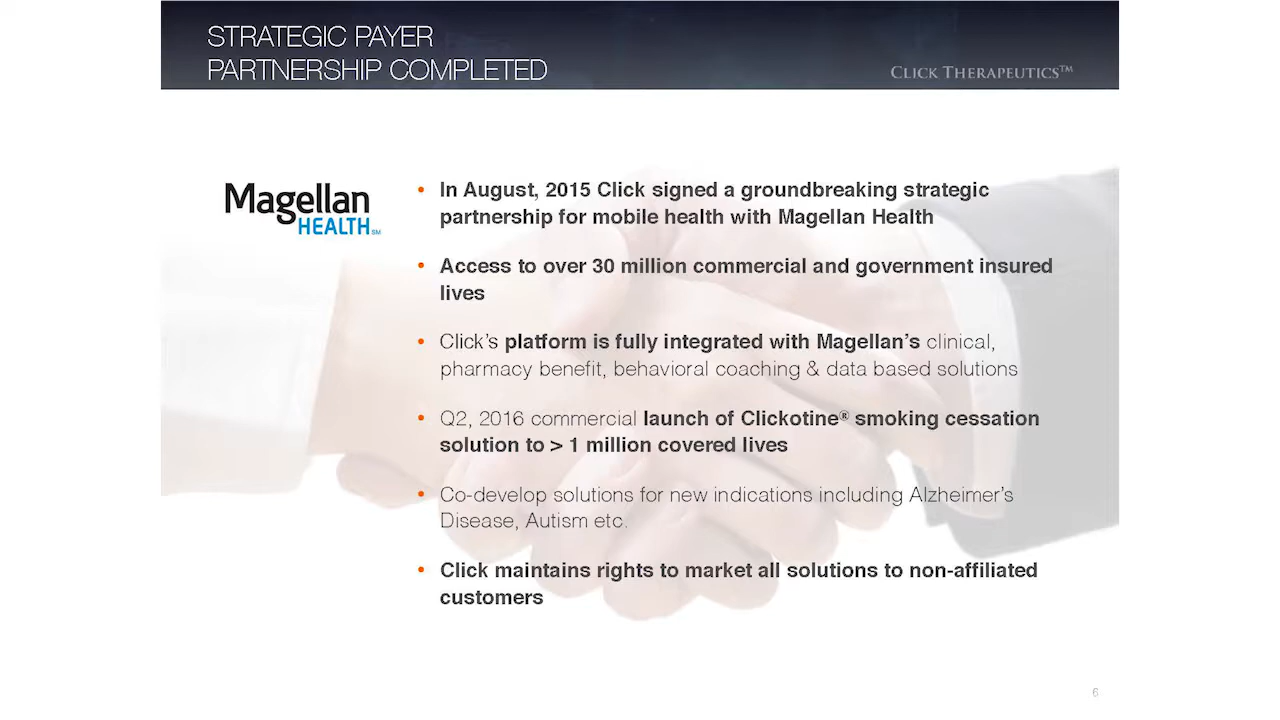 STRATEGIC PAYER
PARTNERSHIP COMPLETED
CLICK THERAPEUTICS™
Magellan
HEALTH℠
• In August, 2015 Click signed a groundbreaking strategic
partnership for mobile health with Magellan Health
• Access to over 30 million commercial and government insured
lives
• Click’s platform is fully integrated with Magellan’s clinical,
pharmacy benefit, behavioral coaching & data based solutions
• Q2, 2016 commercial launch of Clickotine® smoking cessation
solution to > 1 million covered lives
• Co-develop solutions for new indications including Alzheimer’s
Disease, Autism etc.
• Click maintains rights to market all solutions to non-affiliated
customers
6